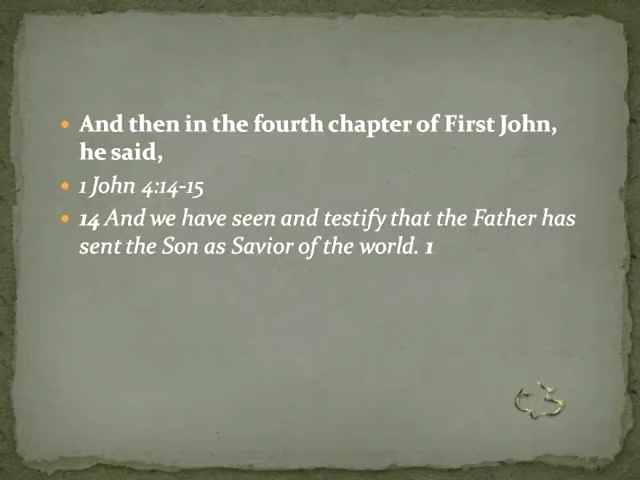 • And then in the fourth chapter of First John,
he said,
• 1 John 4:14-15
• 14 And we have seen and testify that the Father has
sent the Son as Savior of the world. 1